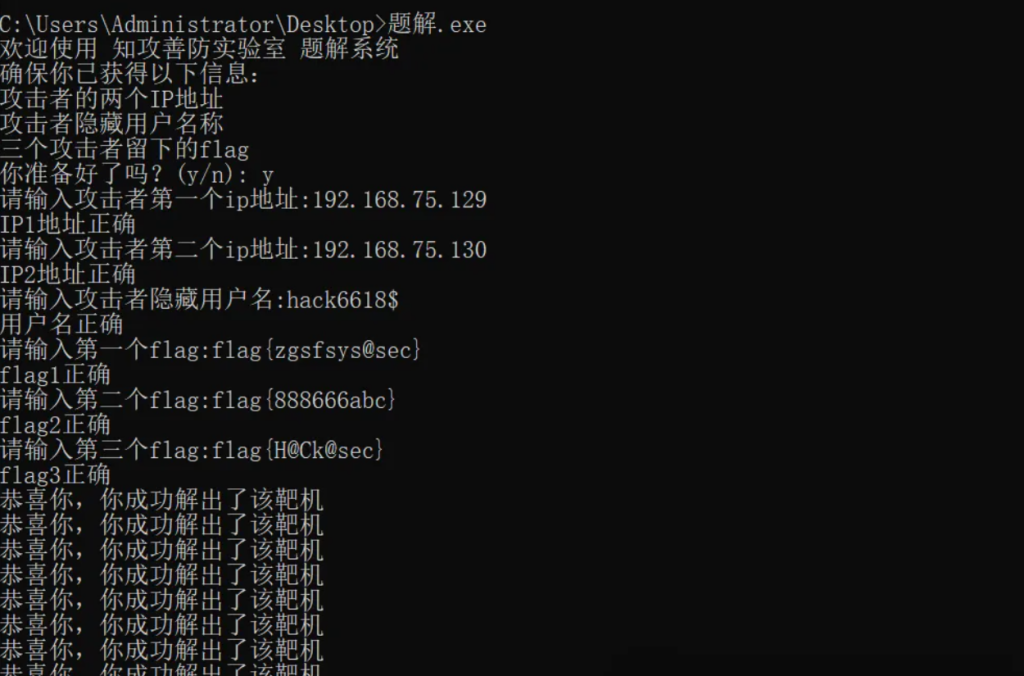 C:\Users\Administrator\Desktop>题解.exe
欢迎使用 知攻善防实验室 题解系统
确保你已获得以下信息：
攻击者的两个IP地址
攻击者隐藏用户名称
三个攻击者留下的flag
你准备好了吗？(y/n): y
请输入攻击者第一个ip地址:192.168.75.129
IP1地址正确
请输入攻击者第二个ip地址:192.168.75.130
IP2地址正确
请输入攻击者隐藏用户名:hack6618$
用户名正确
请输入第一个flag:flag{zgsfsys@sec}
flag1正确
请输入第二个flag:flag{888666abc}
flag2正确
请输入第三个flag:flag{H@Ck@sec}
flag3正确
恭喜你，你成功解出了该靶机
恭喜你，你成功解出了该靶机
恭喜你，你成功解出了该靶机
恭喜你，你成功解出了该靶机
恭喜你，你成功解出了该靶机
恭喜你，你成功解出了该靶机
恭喜你，你成功解出了该靶机
恭喜你，你成功解出了该靶机